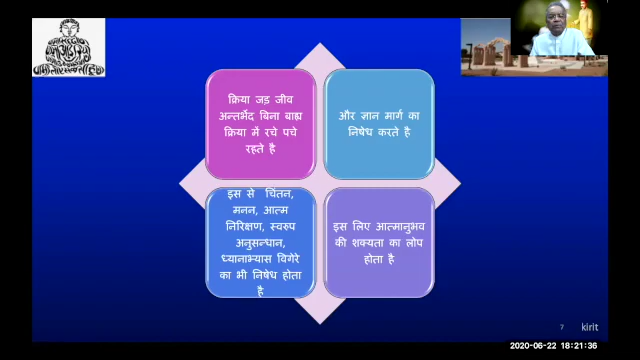 क्रिया जड़ जीव
अन्तर्भेद बिना बाह्य
क्रिया में रचे पचे
रहते है
और ज्ञान मार्ग का
निषेध करते है
इस से चिंतन,
मनन, आत्म
निरिक्षण, स्वरुप
अनुसन्धान,
ध्यानाभ्यास विगेरे
का भी निषेध होता
है
इस लिए आत्मानुभव
की शक्यता का लोप
होता है
7 kirit
2020-06-22 18:21:36